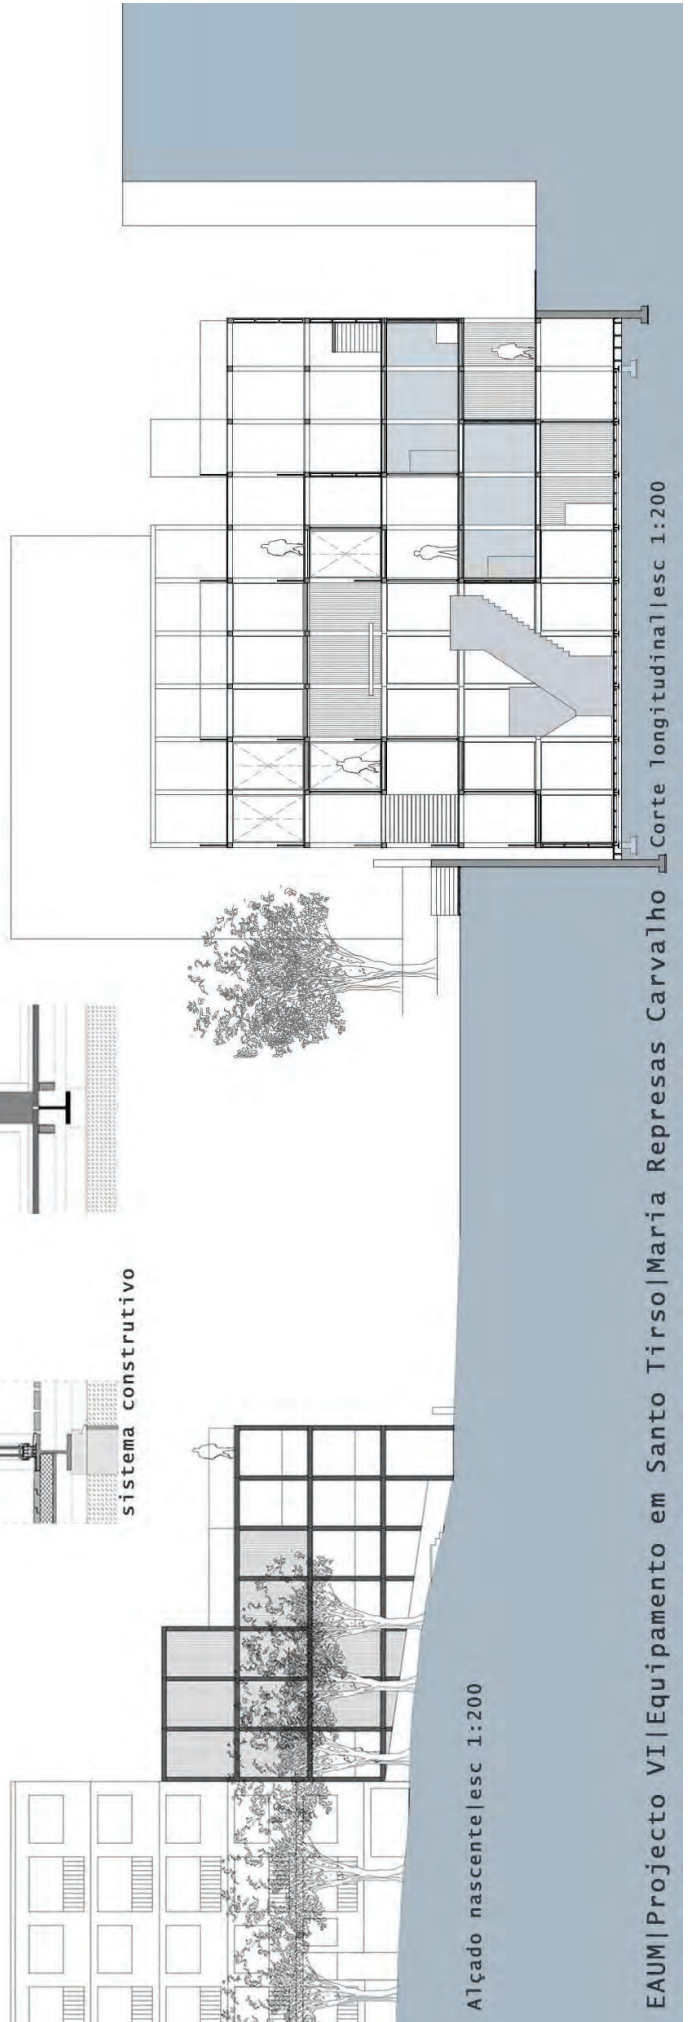 sistema construtivo
Alçado nascente|esc 1:200
EAUM|Projecto VI|Equipamento em Santo Tirso|Maria Represas Carvalho
Corte longitudinal|esc 1:200